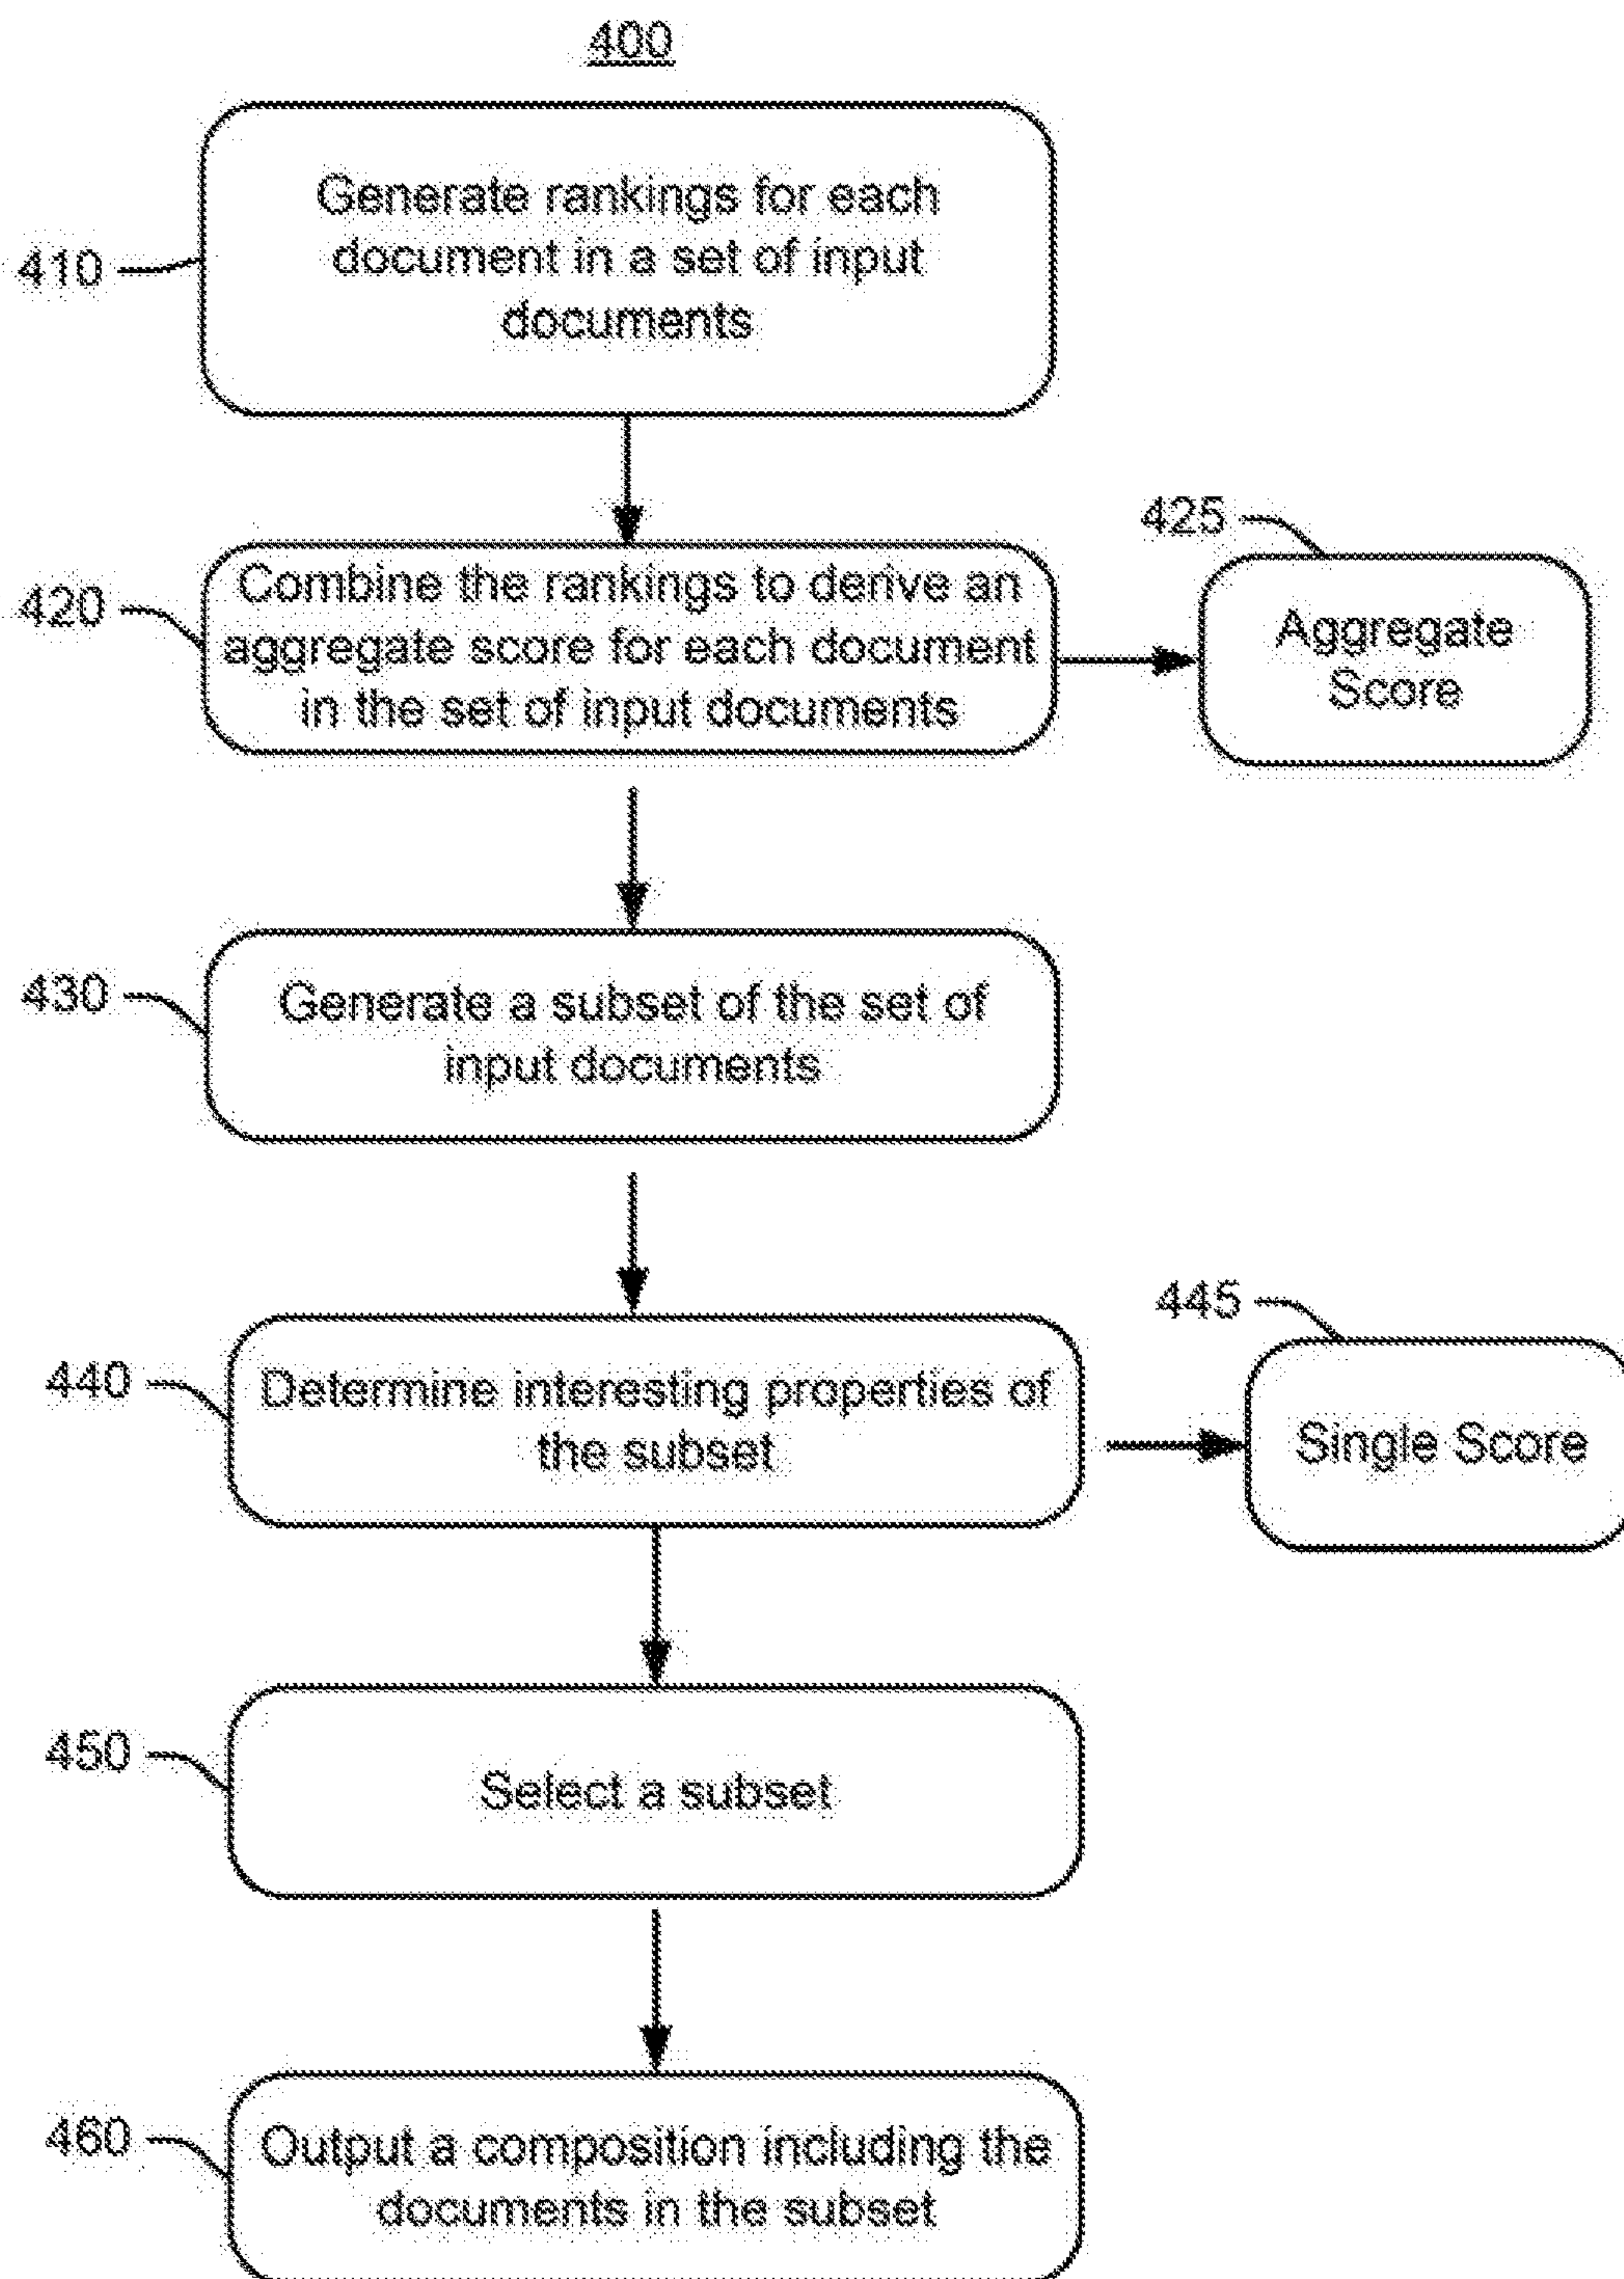 400
410
Generate rankings for each
document in a set of input
documents
420
Combine the rankings to derive an
aggregate score for each document
in the set of input documents
425
Aggregate
Score
430
Generate a subset of the set of
input documents
440
Determine interesting properties of
the subset
445
Single Score
450
Select a subset
460
Output a composition including the
documents in the subset